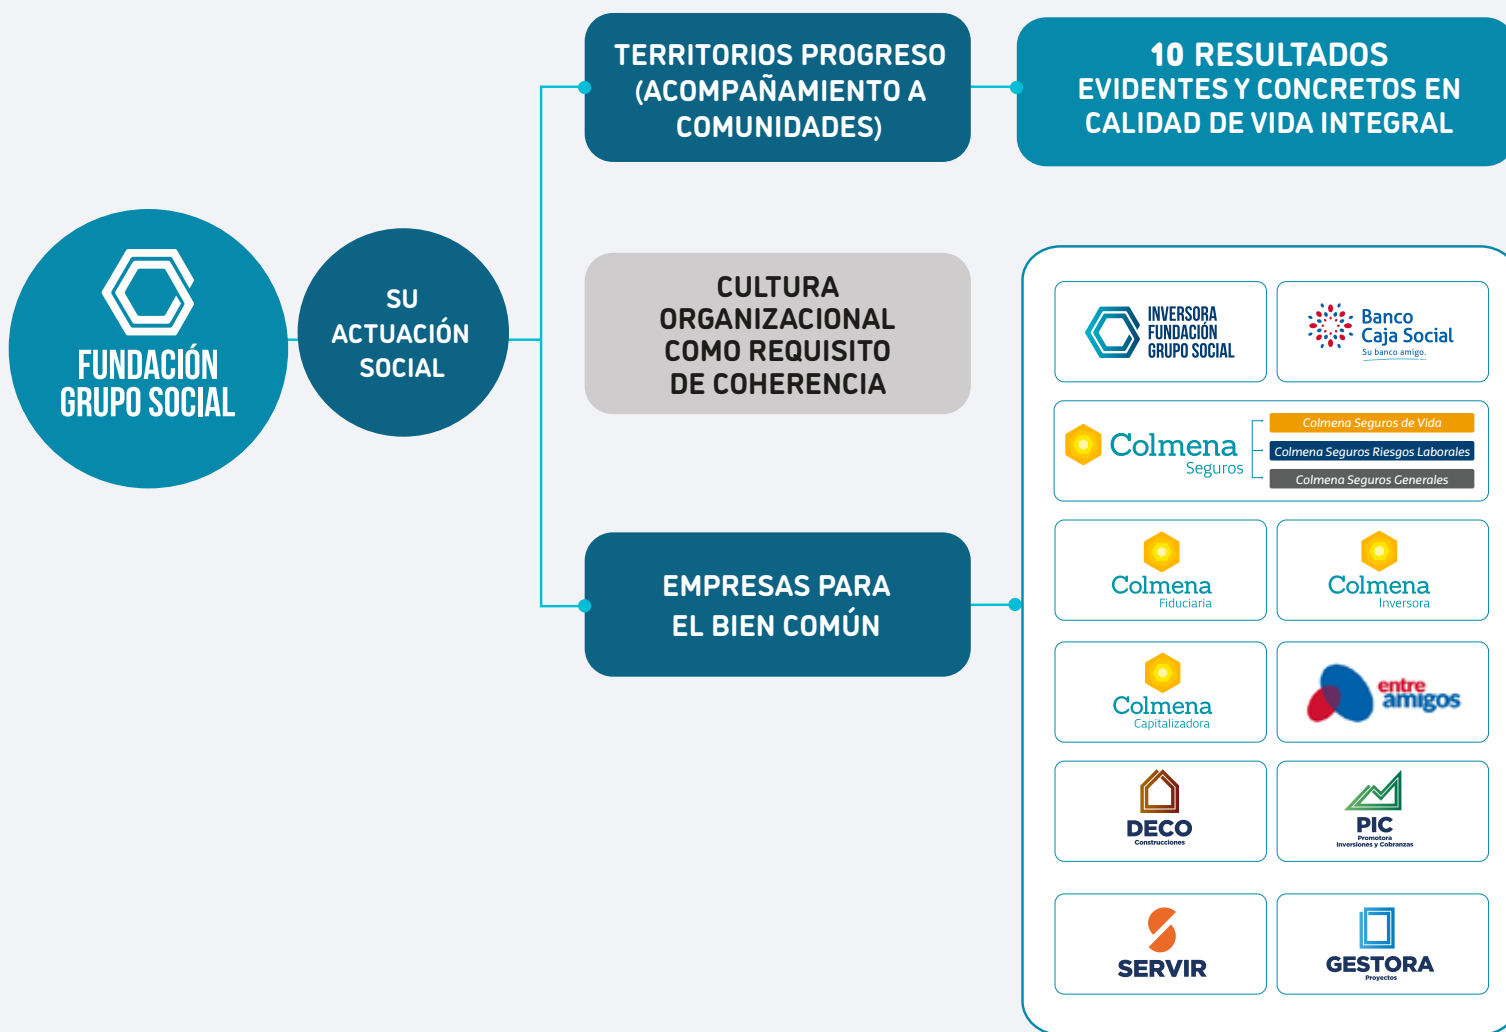 FUNDACIÓN
GRUPO SOCIAL
SU
ACTUACIÓN
SOCIAL
TERRITORIOS PROGRESO
(ACOMPAÑAMIENTO A
COMUNIDADES)
10 RESULTADOS
EVIDENTES Y CONCRETOS EN
CALIDAD DE VIDA INTEGRAL
CULTURA
ORGANIZACIONAL
COMO REQUISITO
DE COHERENCIA
EMPRESAS PARA
EL BIEN COMÚN
INVERSORA
FUNDACIÓN
GRUPO SOCIAL
Banco
Caja Social
Su banco amigo.
Colmena
Seguros
Colmena Seguros de Vida
Colmena Seguros Riesgos Laborales
Colmena Seguros Generales
Colmena
Fiduciaria
Colmena
Inversora
Colmena
Capitalizadora
entre
amigos
DECO
Construcciones
PIC
Promotora
Inversiones y Cobranzas
SERVIR
GESTORA
Proyectos